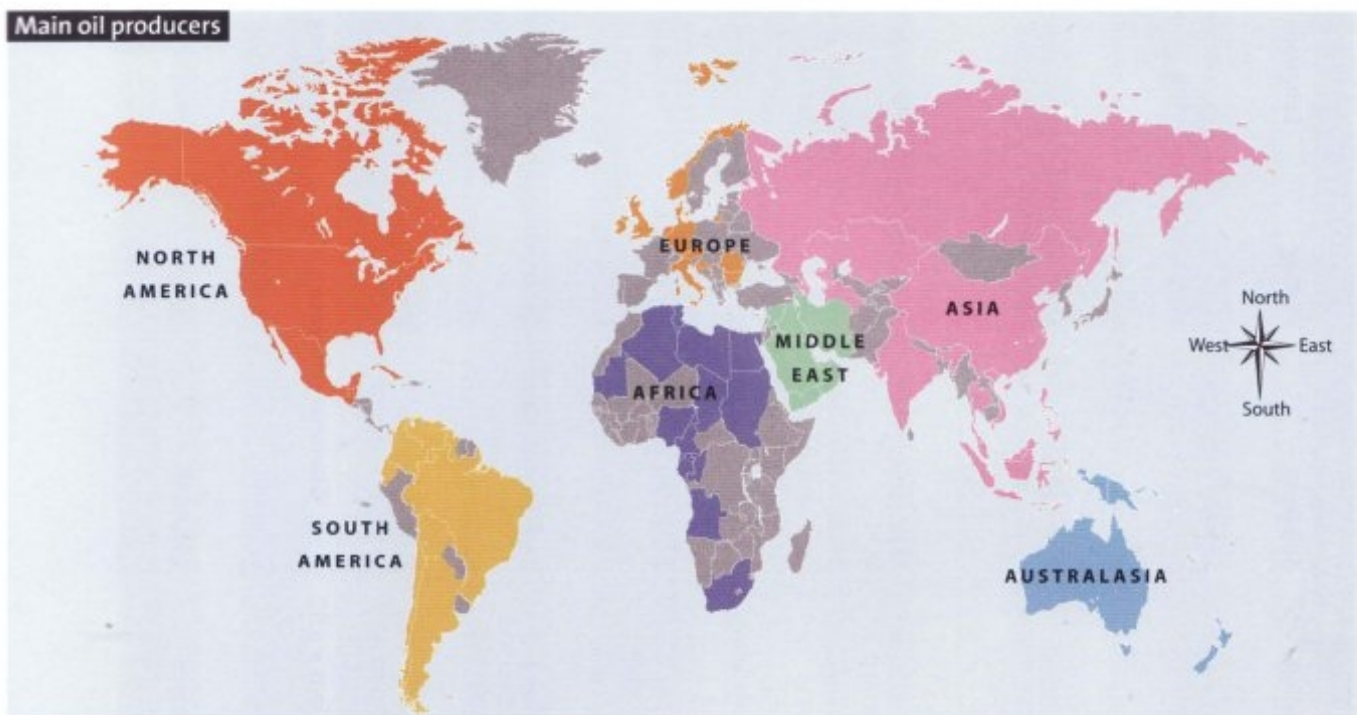 Main oil producers
NORTH
AMERICA
EUROPE
ASIA
North
West
East
South
MIDDLE
EAST
AFRICA
SOUTH
AMERICA
AUSTRALASIA